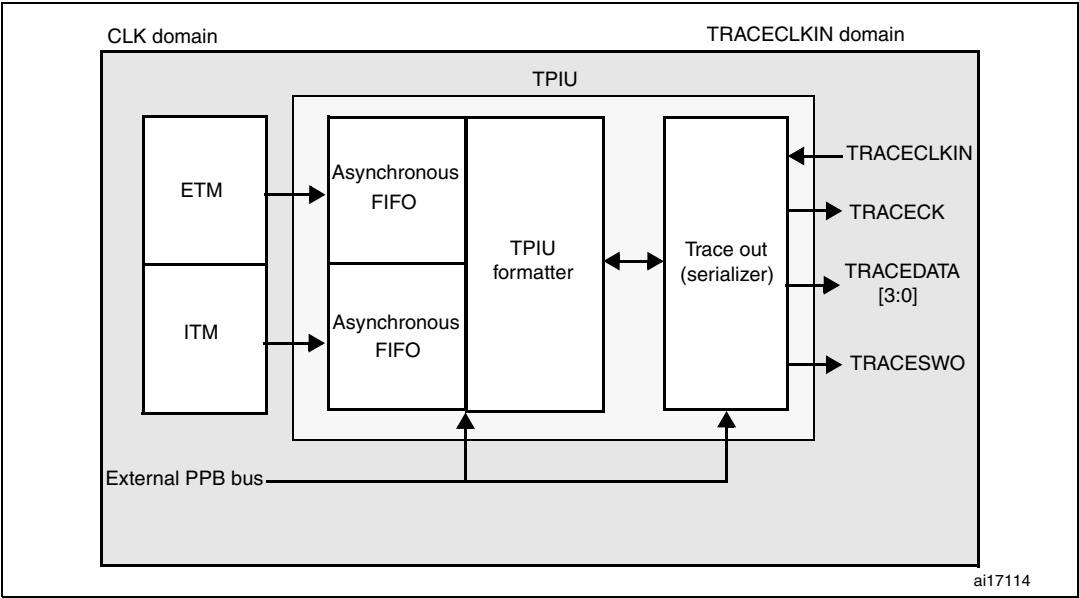 CLK domain
TRACECLKIN domain
TPIU
ETM
ITM
Asynchronous
FIFO
Asynchronous
FIFO
TPIU
formatter
Trace out
(serializer)
TRACECLKIN
TRACECK
TRACEDATA
[3:0]
TRACESWO
External PPB bus
ai17114